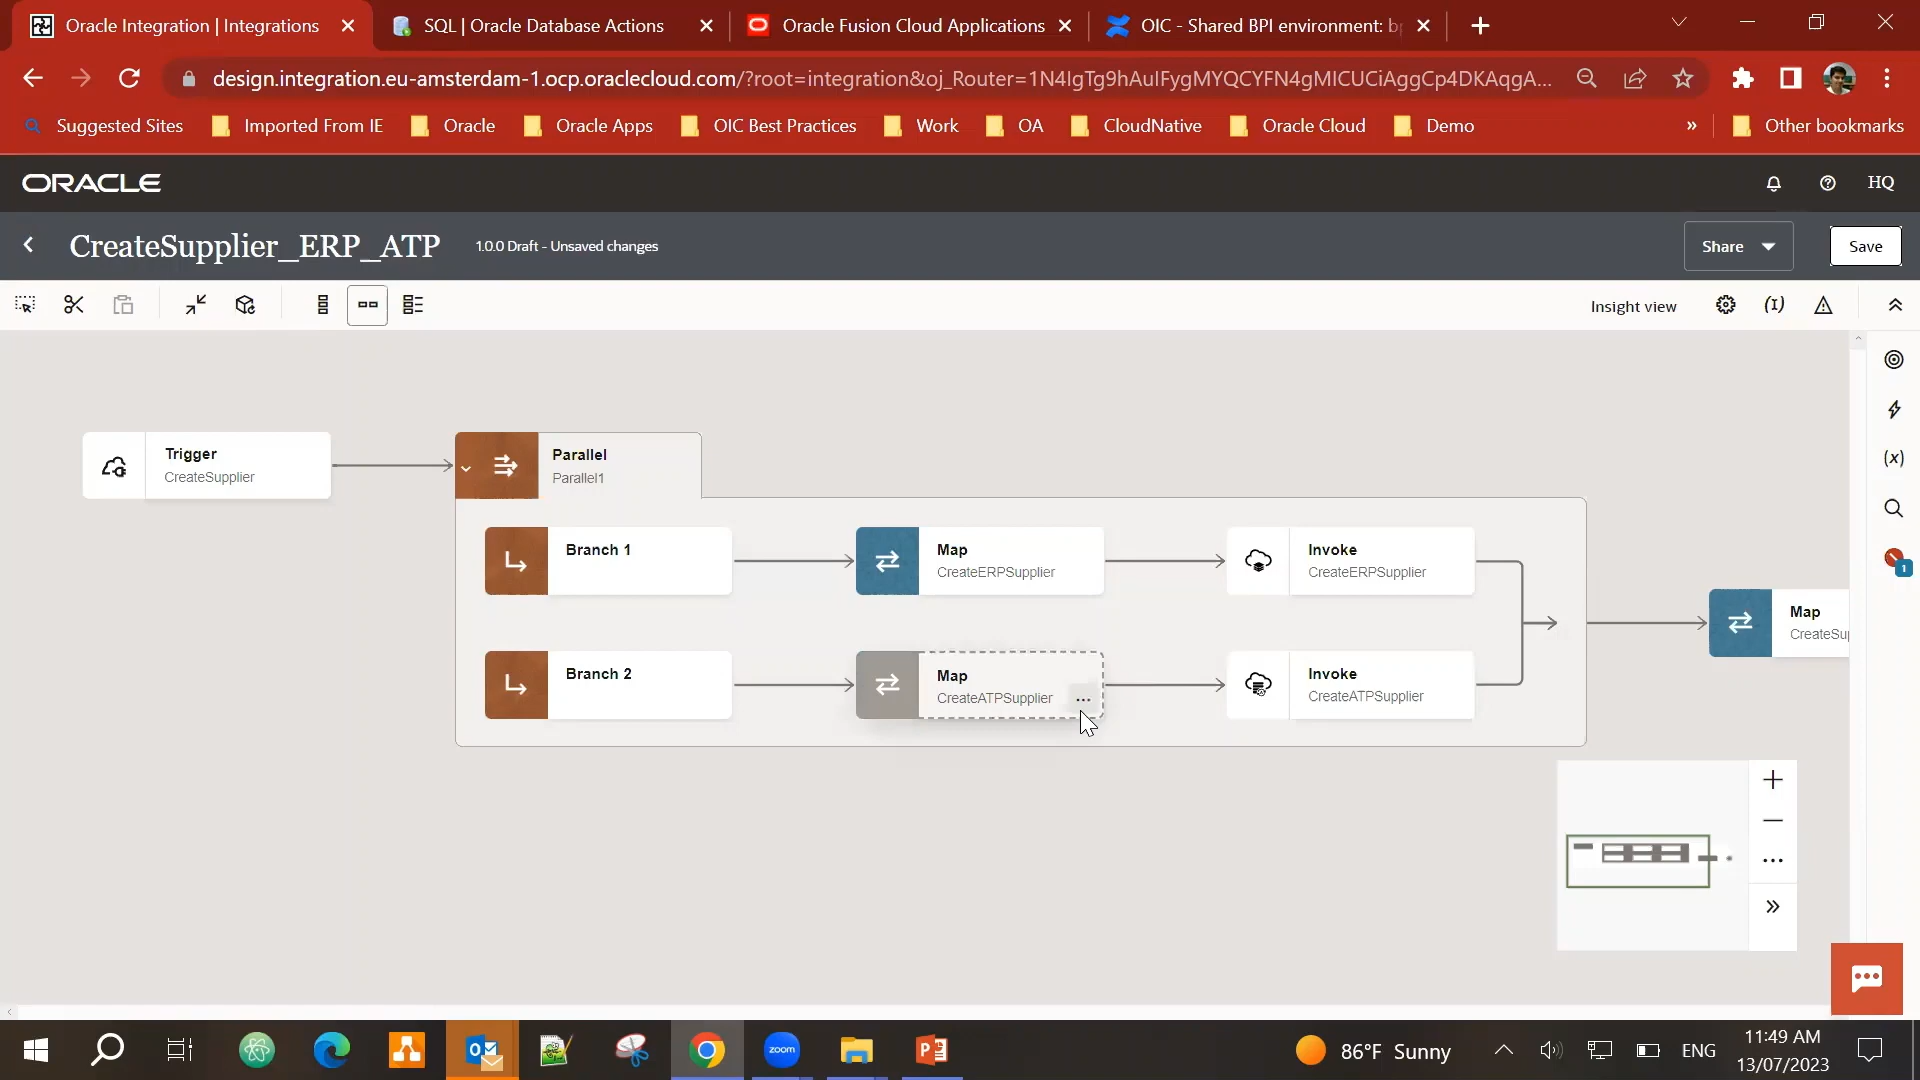 Oracle Integration | Integrations
SQL | Oracle Database Actions
Oracle Fusion Cloud Applications
OIC - Shared BPI environment: b
design.integration.eu-amsterdam-1.ocp.oraclecloud.com/?root=integration&oj_Router=1N4IgTg9hAuIFygMYQCYFN4gMICUCiAggCp4DKAqgA...
Suggested Sites
Imported From IE
Oracle
Oracle Apps
OIC Best Practices
Work
OA
CloudNative
Oracle Cloud
Demo
»
Other bookmarks
ORACLE
HQ
CreateSupplier_ERP_ATP
1.0.0 Draft - Unsaved changes
Share
Save
Insight view
(I)
Trigger
CreateSupplier
Parallel
Parallel1
(x)
Branch 1
Map
CreateERPSupplier
Invoke
CreateERPSupplier
1
Map
CreateSu
Branch 2
Map
CreateATPSupplier
...
Invoke
CreateATPSupplier
zoom
86°F Sunny
ENG
11:49 AM
13/07/2023